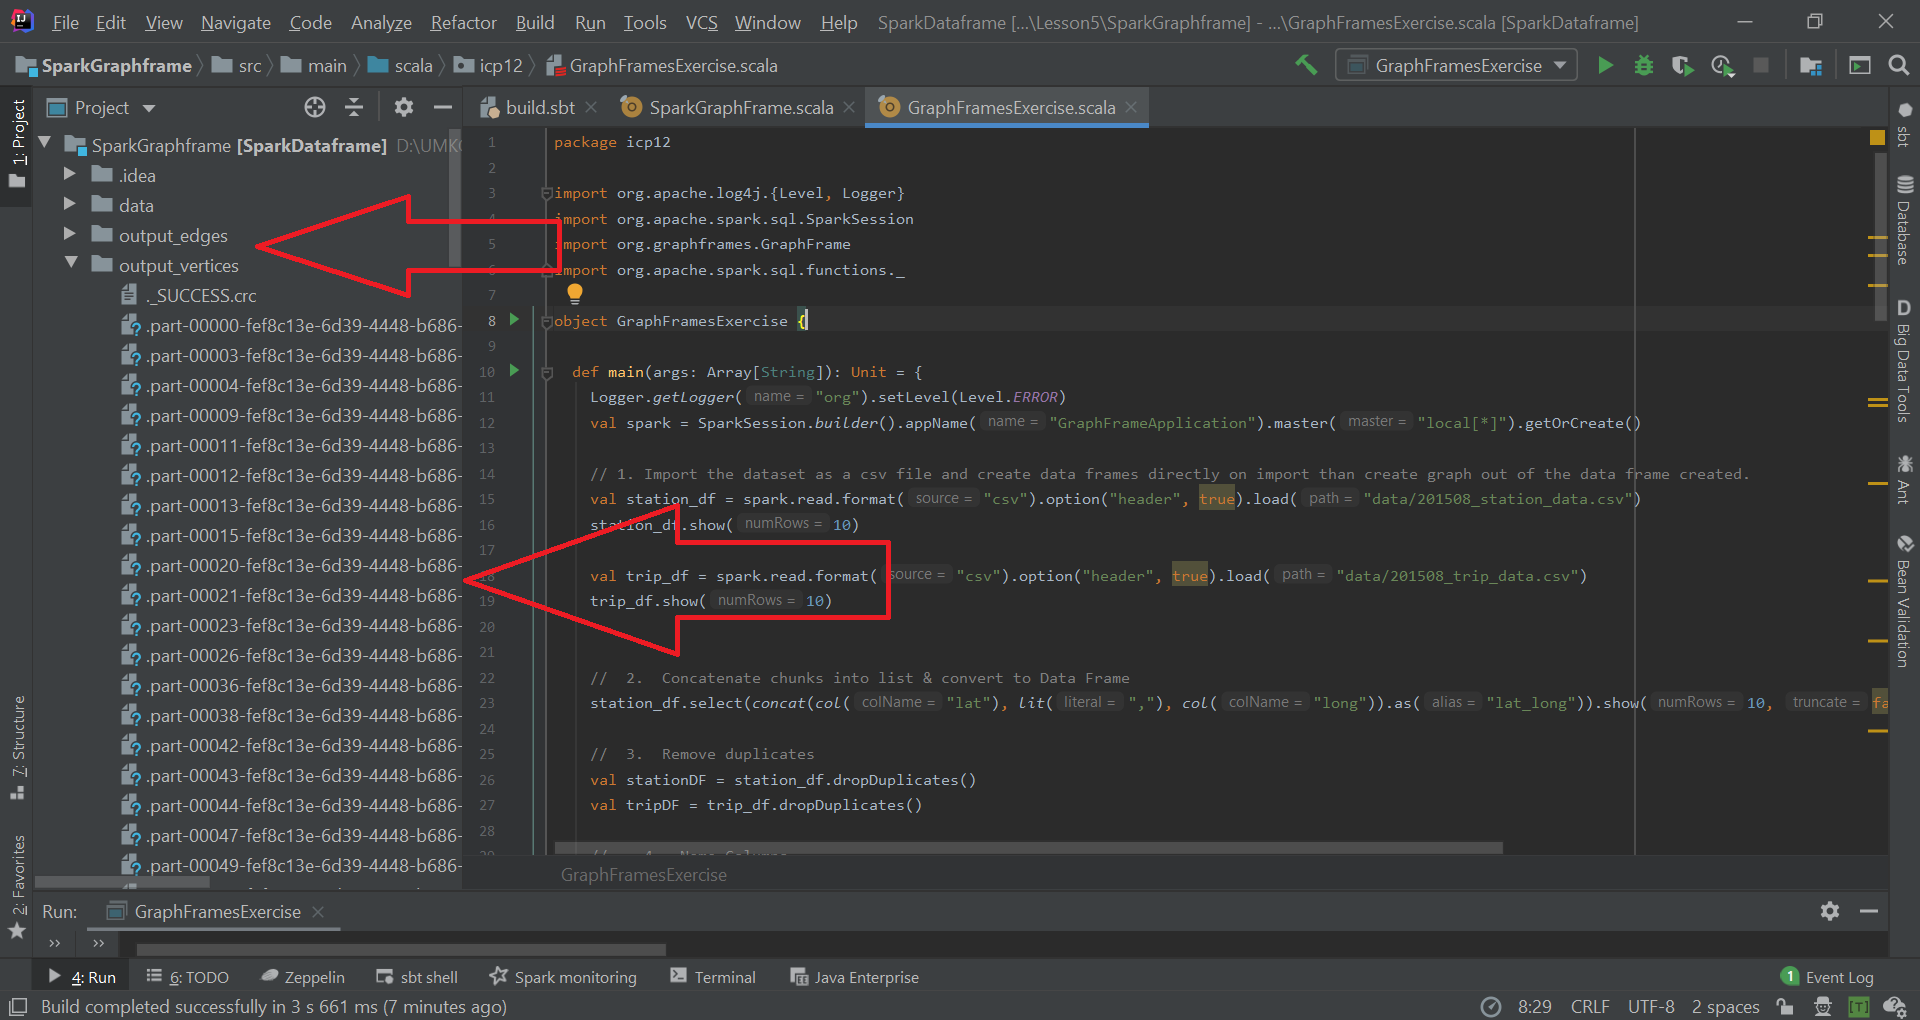 File Edit View Navigate Code Analyze Refactor Build Run Tools VCS Window Help SparkDataframe [...\Lesson5\SparkGraphframe] - ...\GraphFramesExercise.scala [SparkDataframe]
SparkGraphframe src main scala icp12 GraphFramesExercise.scala GraphFramesExercise
Project
build.sbt SparkGraphFrame.scala GraphFramesExercise.scala
1: Project
7: Structure
2: Favorites
SparkGraphframe [SparkDataframe] D:\UMK
.idea
data
output_edges
output_vertices
._SUCCESS.crc
.part-00000-fef8c13e-6d39-4448-b686-
.part-00003-fef8c13e-6d39-4448-b686-
.part-00004-fef8c13e-6d39-4448-b686-
.part-00009-fef8c13e-6d39-4448-b686-
.part-00011-fef8c13e-6d39-4448-b686-
.part-00012-fef8c13e-6d39-4448-b686-
.part-00013-fef8c13e-6d39-4448-b686-
.part-00015-fef8c13e-6d39-4448-b686-
.part-00020-fef8c13e-6d39-4448-b686-
.part-00021-fef8c13e-6d39-4448-b686-
.part-00023-fef8c13e-6d39-4448-b686-
.part-00026-fef8c13e-6d39-4448-b686-
.part-00036-fef8c13e-6d39-4448-b686-
.part-00038-fef8c13e-6d39-4448-b686-
.part-00042-fef8c13e-6d39-4448-b686-
.part-00043-fef8c13e-6d39-4448-b686-
.part-00044-fef8c13e-6d39-4448-b686-
.part-00047-fef8c13e-6d39-4448-b686-
.part-00049-fef8c13e-6d39-4448-b686-
1 package icp12
2
3 import org.apache.log4j.{Level, Logger}
4 import org.apache.spark.sql.SparkSession
5 import org.graphframes.GraphFrame
6 import org.apache.spark.sql.functions._
7
8 object GraphFramesExercise {
9
10 def main(args: Array[String]): Unit = {
11 Logger.getLogger( name = "org").setLevel(Level.ERROR)
12 val spark = SparkSession.builder().appName( name = "GraphFrameApplication").master( master = "local[*]").getOrCreate()
13
14 // 1. Import the dataset as a csv file and create data frames directly on import than create graph out of the data frame created.
15 val station_df = spark.read.format( source = "csv").option("header", true).load( path = "data/201508_station_data.csv")
16 station_df.show( numRows = 10)
17
18 val trip_df = spark.read.format( source = "csv").option("header", true).load( path = "data/201508_trip_data.csv")
19 trip_df.show( numRows = 10)
20
21
22 // 2. Concatenate chunks into list & convert to Data Frame
23 station_df.select(concat(col( colName = "lat"), lit( literal = ","), col( colName = "long")).as( alias = "lat_long")).show( numRows = 10, truncate = fa
24
25 // 3. Remove duplicates
26 val stationDF = station_df.dropDuplicates()
27 val tripDF = trip_df.dropDuplicates()
28
GraphFramesExercise
sbt
Database
D Big Data Tools
Ant
Bean Validation
Run: GraphFramesExercise
4: Run 6: TODO Zeppelin sbt shell Spark monitoring Terminal Java Enterprise 1 Event Log
Build completed successfully in 3 s 661 ms (7 minutes ago) 8:29 CRLF UTF-8 2 spaces [T]